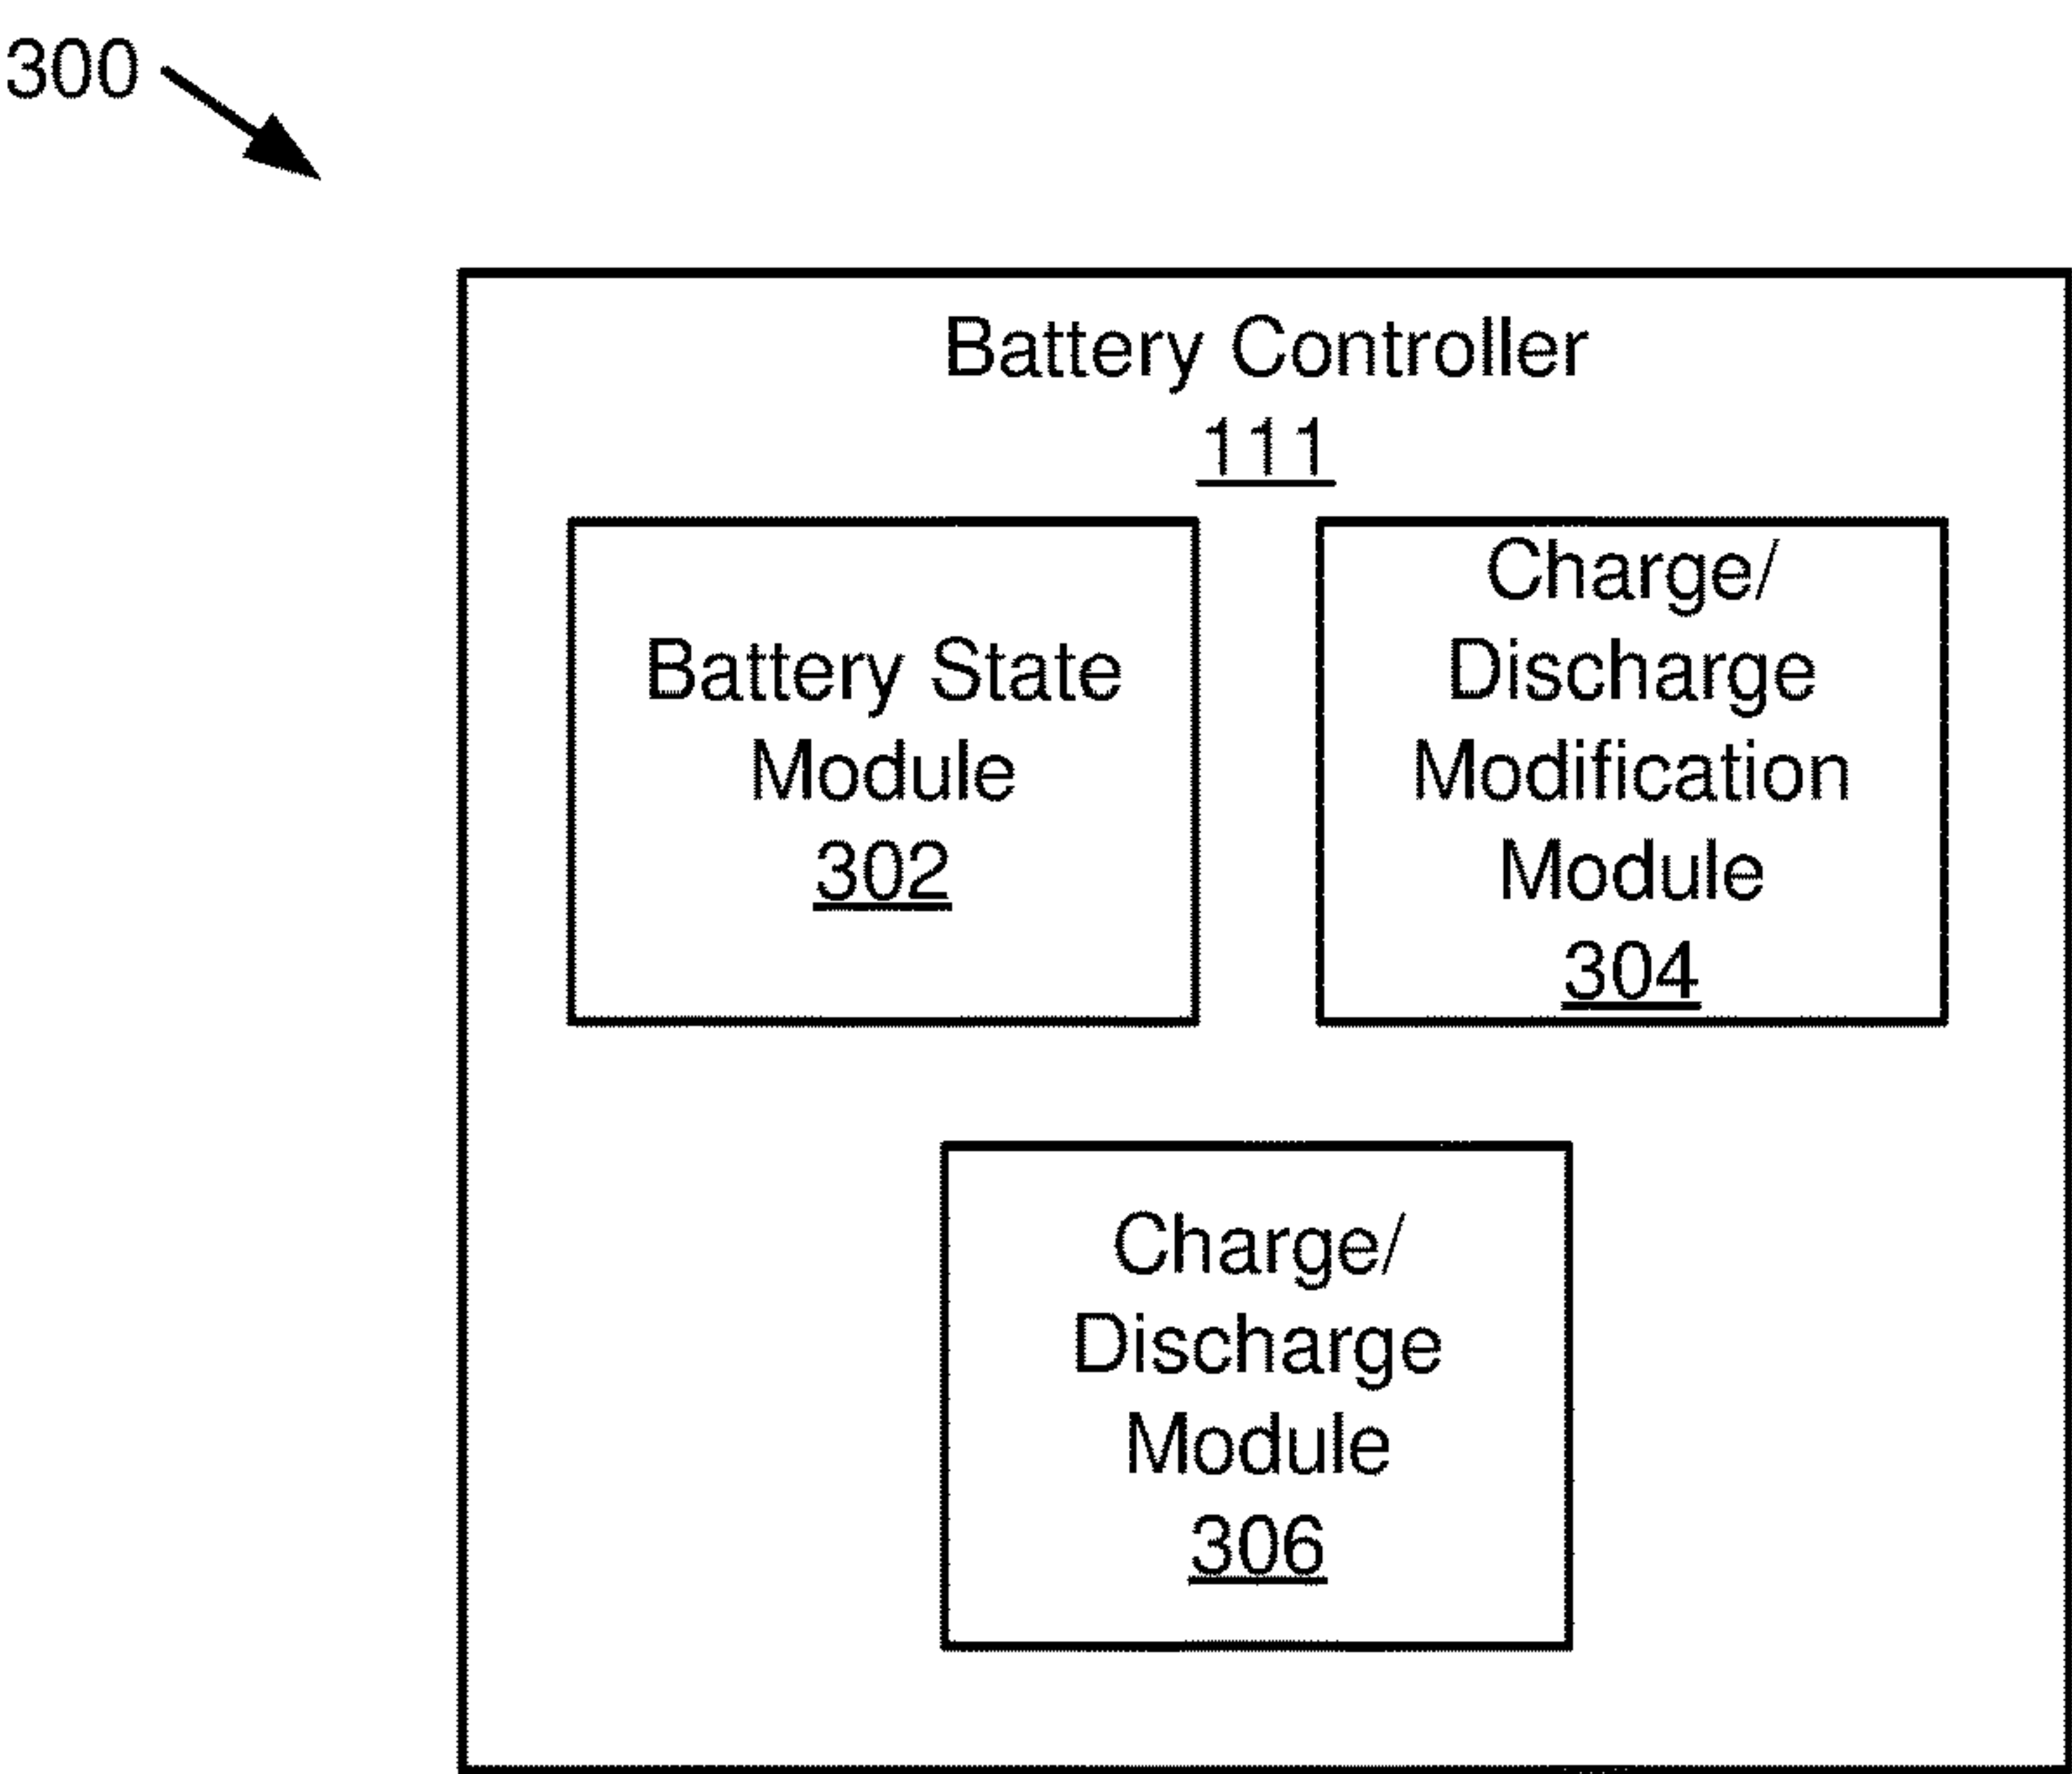 300
Battery Controller
111
Battery State
Module
302
Charge/
Discharge
Modification
Module
304
Charge/
Discharge
Module
306